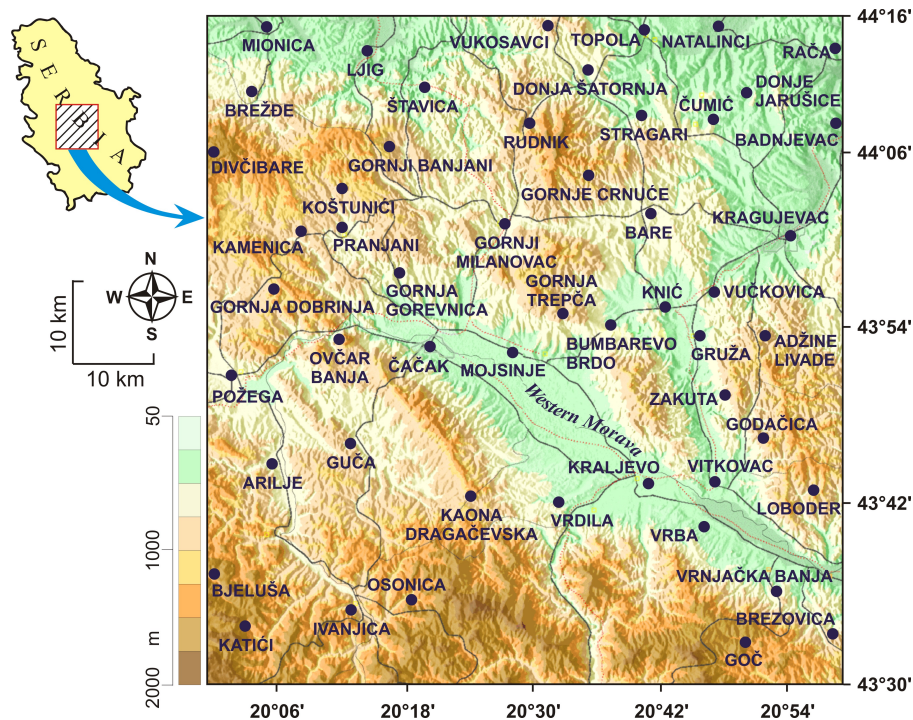 SERBIA
N
W
E
S
10 km
10 km
50
1000
m
2000
44°16'
44°06'
43°54'
43°42'
43°30'
20°06'
20°18'
20°30'
20°42'
20°54'
MIONICA
LJIG
VUKOSAVCI
TOPOLA
NATALINCI
RAČA
BREŽĐE
ŠTAVICA
DONJA ŠATORNJA
ČUMIĆ
DONJE
JARUŠICE
RUDNIK
STRAGARI
BADNJEVAC
DIVČIBARE
GORNJI BANJANI
KOŠTUNIĆI
GORNJE CRNUĆE
BARE
KRAGUJEVAC
KAMENICA
PRANJANI
GORNJI
MILANOVAC
GORNJA DOBRINJA
GORNJA
GOREVNICA
GORNJA
TREPČA
KNIĆ
VUČKOVICA
OVČAR
BANJA
ČAČAK
MOJSINJE
BUMBAREVO
BRDO
GRUŽA
ADŽINE
LIVADE
POŽEGA
Western Morava
ZAKUTA
GODAČICA
ARILJE
GUČA
KRALJEVO
VITKOVAC
KAONA
DRAGAČEVSKA
VRDILA
VRBA
LOBODER
BJELUŠA
OSONICA
VRNJAČKA BANJA
KATIĆI
IVANJICA
BREZOVICA
GOČ